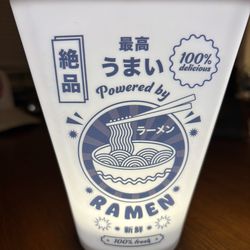 絶品
最高
うまい
100%
delicious
Powered by
ラーメン
RAMEN
新鮮
100% fresh